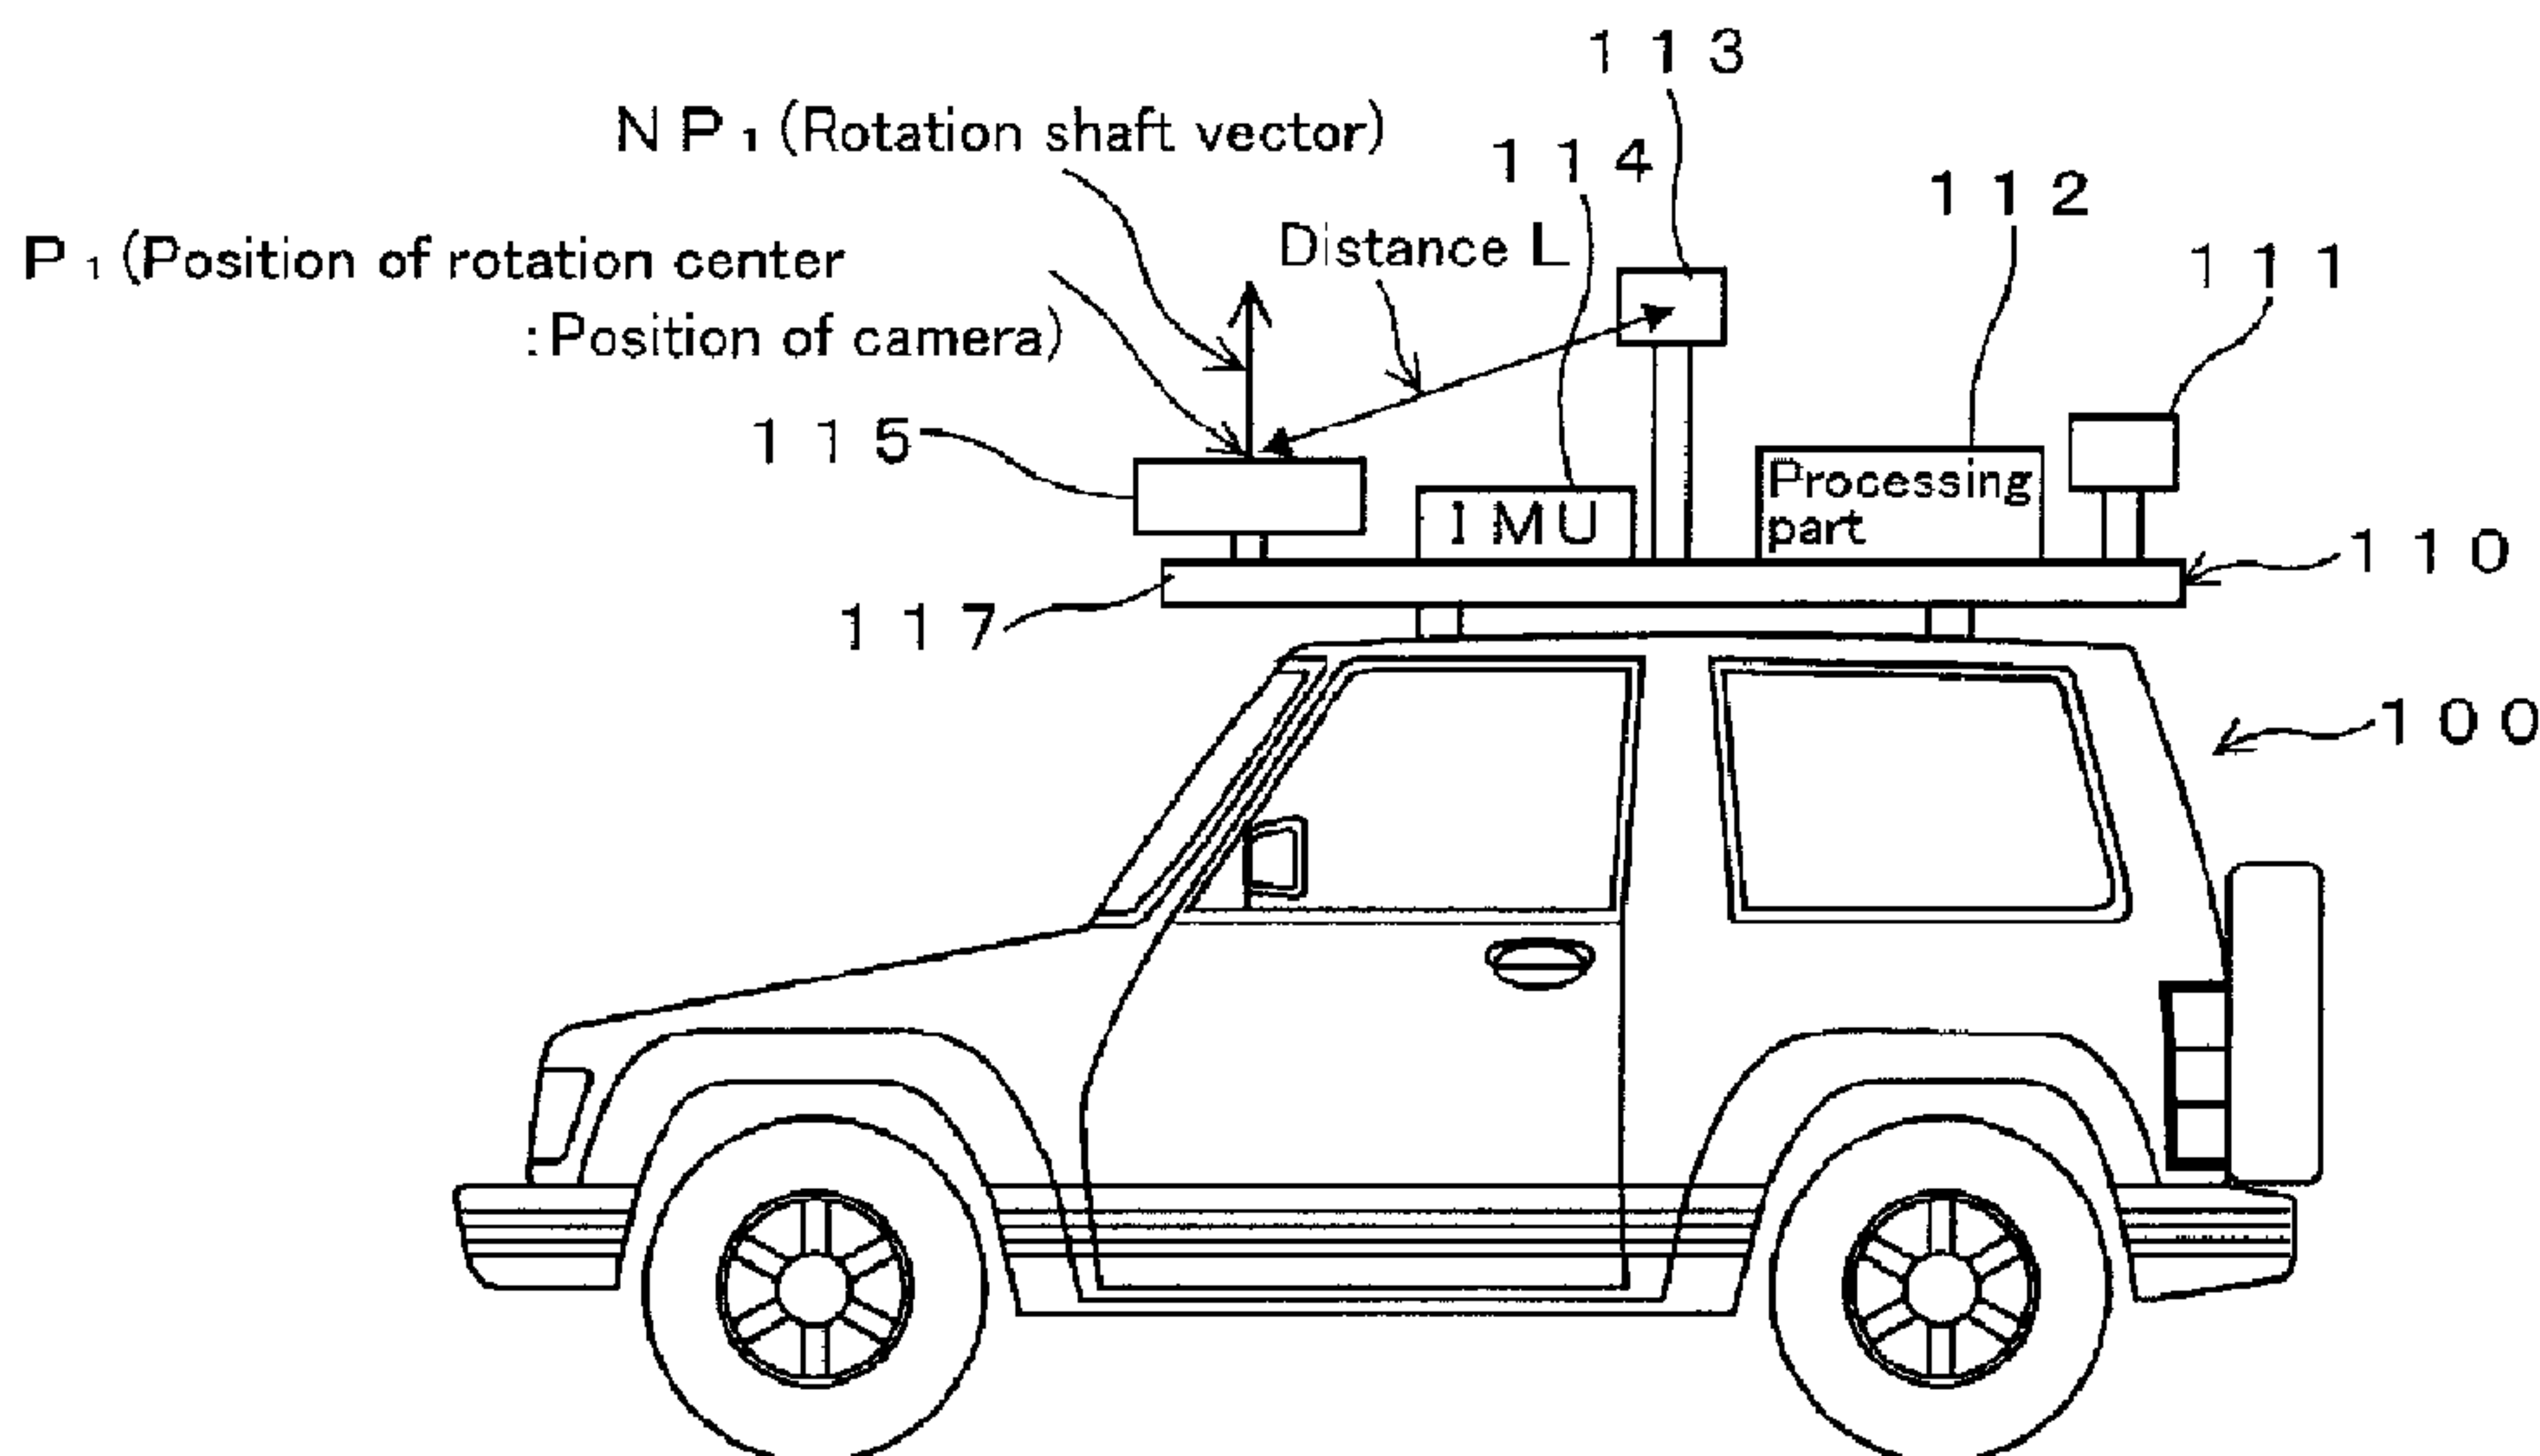 113
NP₁(Rotation shaft vector)
114
112
P₁(Position of rotation center
:Position of camera)
Distance L
111
115
Processing
part
IMU
110
117
100